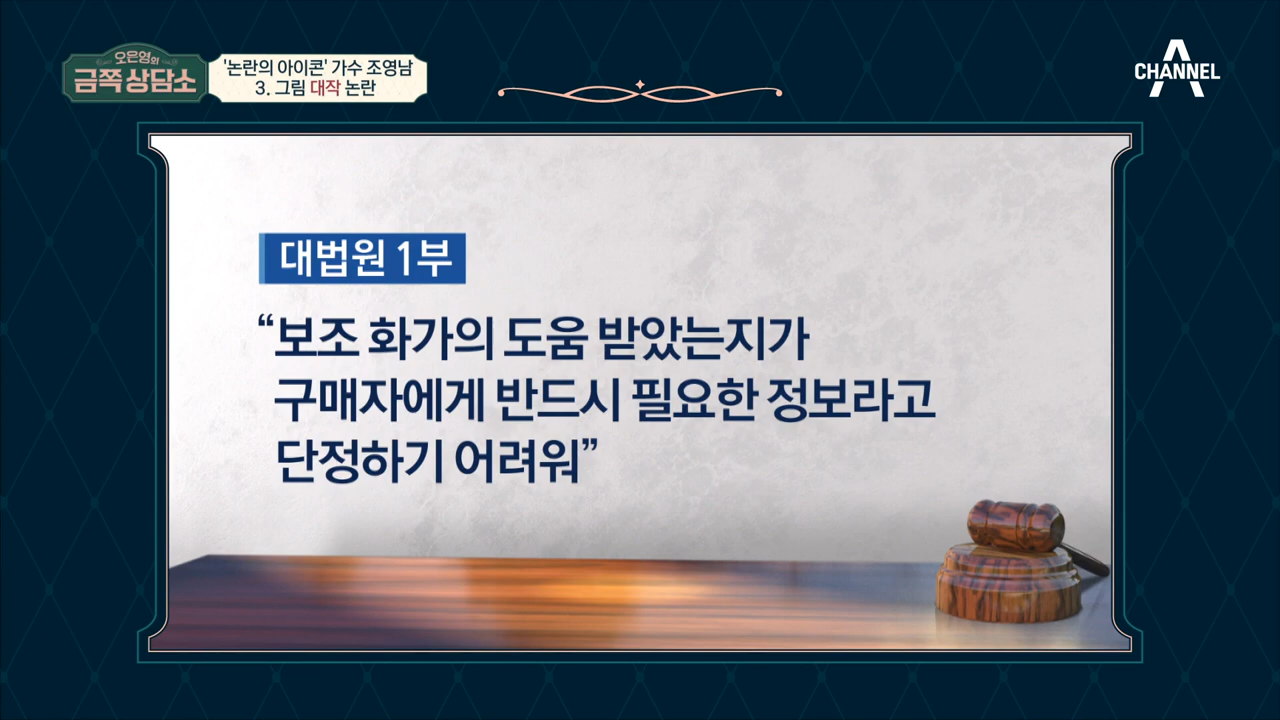 오은영의
금쪽 상담소
'논란의 아이콘' 가수 조영남
3. 그림 대작 논란
CHANNEL A
대법원 1부
“보조 화가의 도움 받았는지가
구매자에게 반드시 필요한 정보라고
단정하기 어려워”